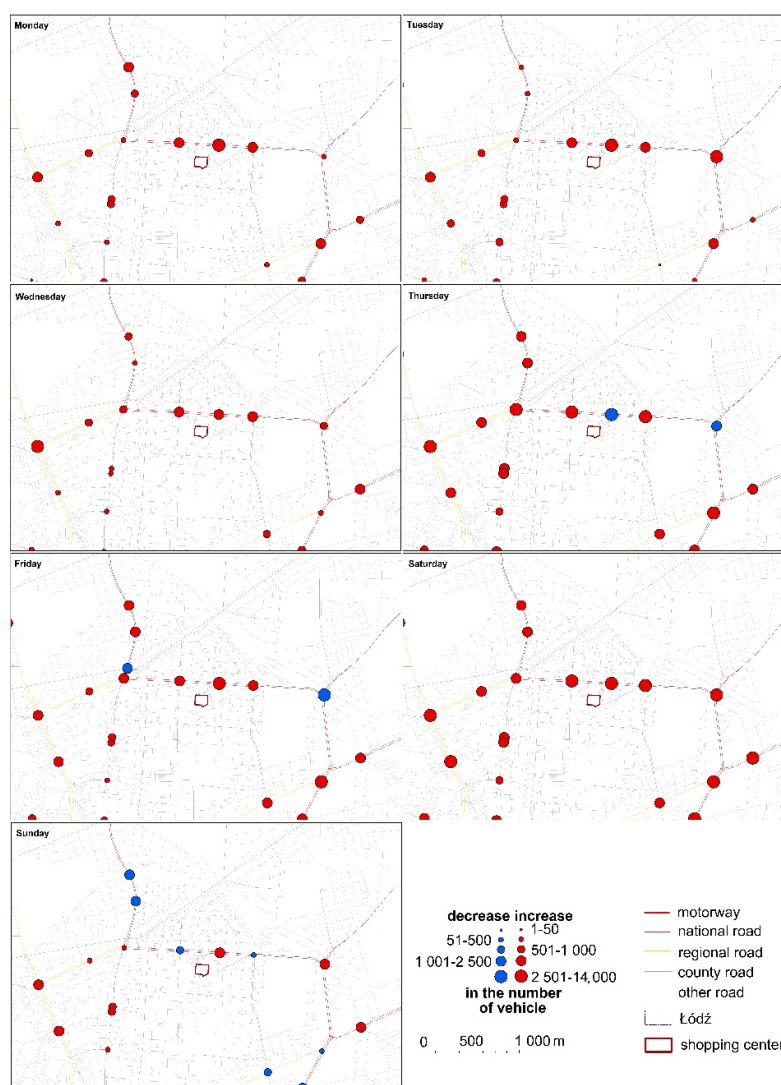 Monday
Tuesday
Wednesday
Thursday
Friday
Saturday
Sunday
decrease increase
1-50
51-500
501-1 000
1 001-2 500
2 501-14,000
in the number
of vehicle
0 500 1 000 m
motorway
national road
regional road
county road
other road
Łódź
shopping center